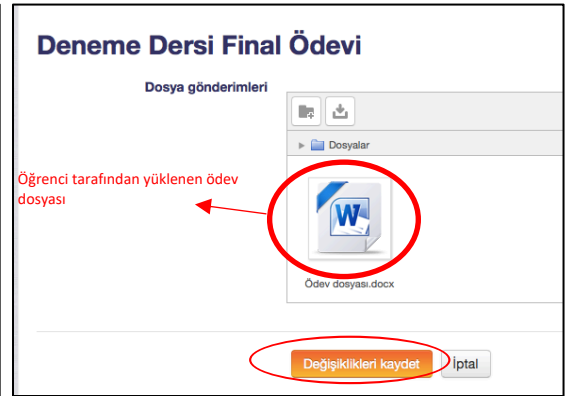 Deneme Dersi Final Ödevi
Dosya gönderimleri
Dosyalar
Öğrenci tarafından yüklenen ödev
dosyası
W
Ödev dosyası.docx
Değişiklikleri kaydet
İptal